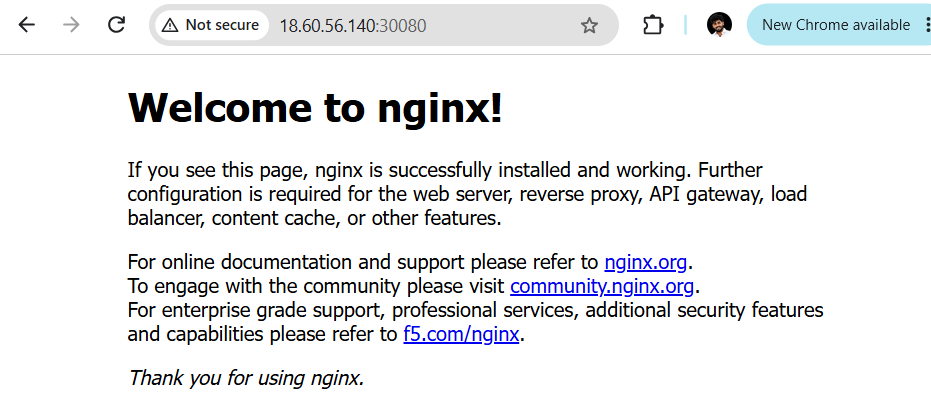 Not secure 18.60.56.140:30080 New Chrome available
Welcome to nginx!
If you see this page, nginx is successfully installed and working. Further
configuration is required for the web server, reverse proxy, API gateway, load
balancer, content cache, or other features.
For online documentation and support please refer to nginx.org.
To engage with the community please visit community.nginx.org.
For enterprise grade support, professional services, additional security features
and capabilities please refer to f5.com/nginx.
Thank you for using nginx.